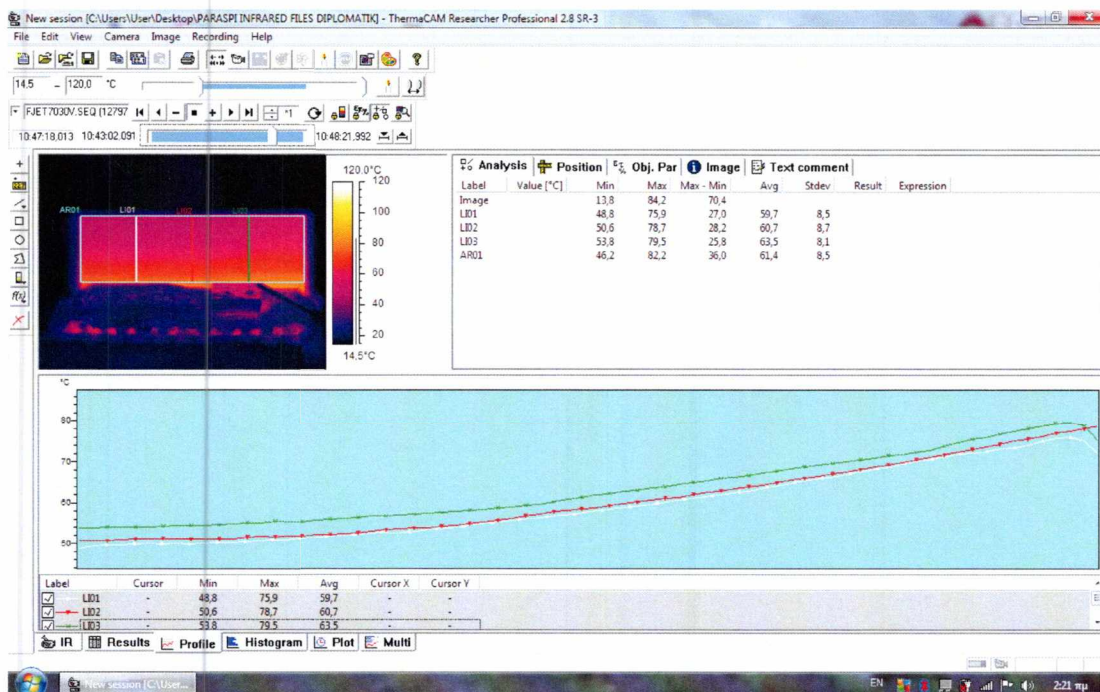 New session [C:\Users\User\Desktop\PARASPI INFRARED FILES DIPLOMATIK] - ThermaCAM Researcher Professional 2.8 SR-3
File Edit View Camera Image Recording Help
14,5 - 120,0 °C
FJET7030V.SEQ (12797 *1
10:47:18,013 10:43:02,091 10:48:21,992
Analysis Position Obj. Par Image Text comment
Label Value [°C] Min Max Max - Min Avg Stdev Result Expression
Image 13,8 84,2 70,4
LI01 48,8 75,9 27,0 59,7 8,5
LI02 50,6 78,7 28,2 60,7 8,7
LI03 53,8 79,5 25,8 63,5 8,1
AR01 46,2 82,2 36,0 61,4 8,5
120.0°C
120
100
80
60
40
20
14.5°C
AR01 LI01 LI02 LI03
f(x)
°C
80
70
60
50
Label Cursor Min Max Avg Cursor X Cursor Y
LI01 - 48,8 75,9 59,7 - -
LI02 - 50,6 78,7 60,7 - -
LI03 - 53,8 79,5 63,5 - -
IR Results Profile Histogram Plot Multi
New session [C:\User...
EN 2:21 πμ